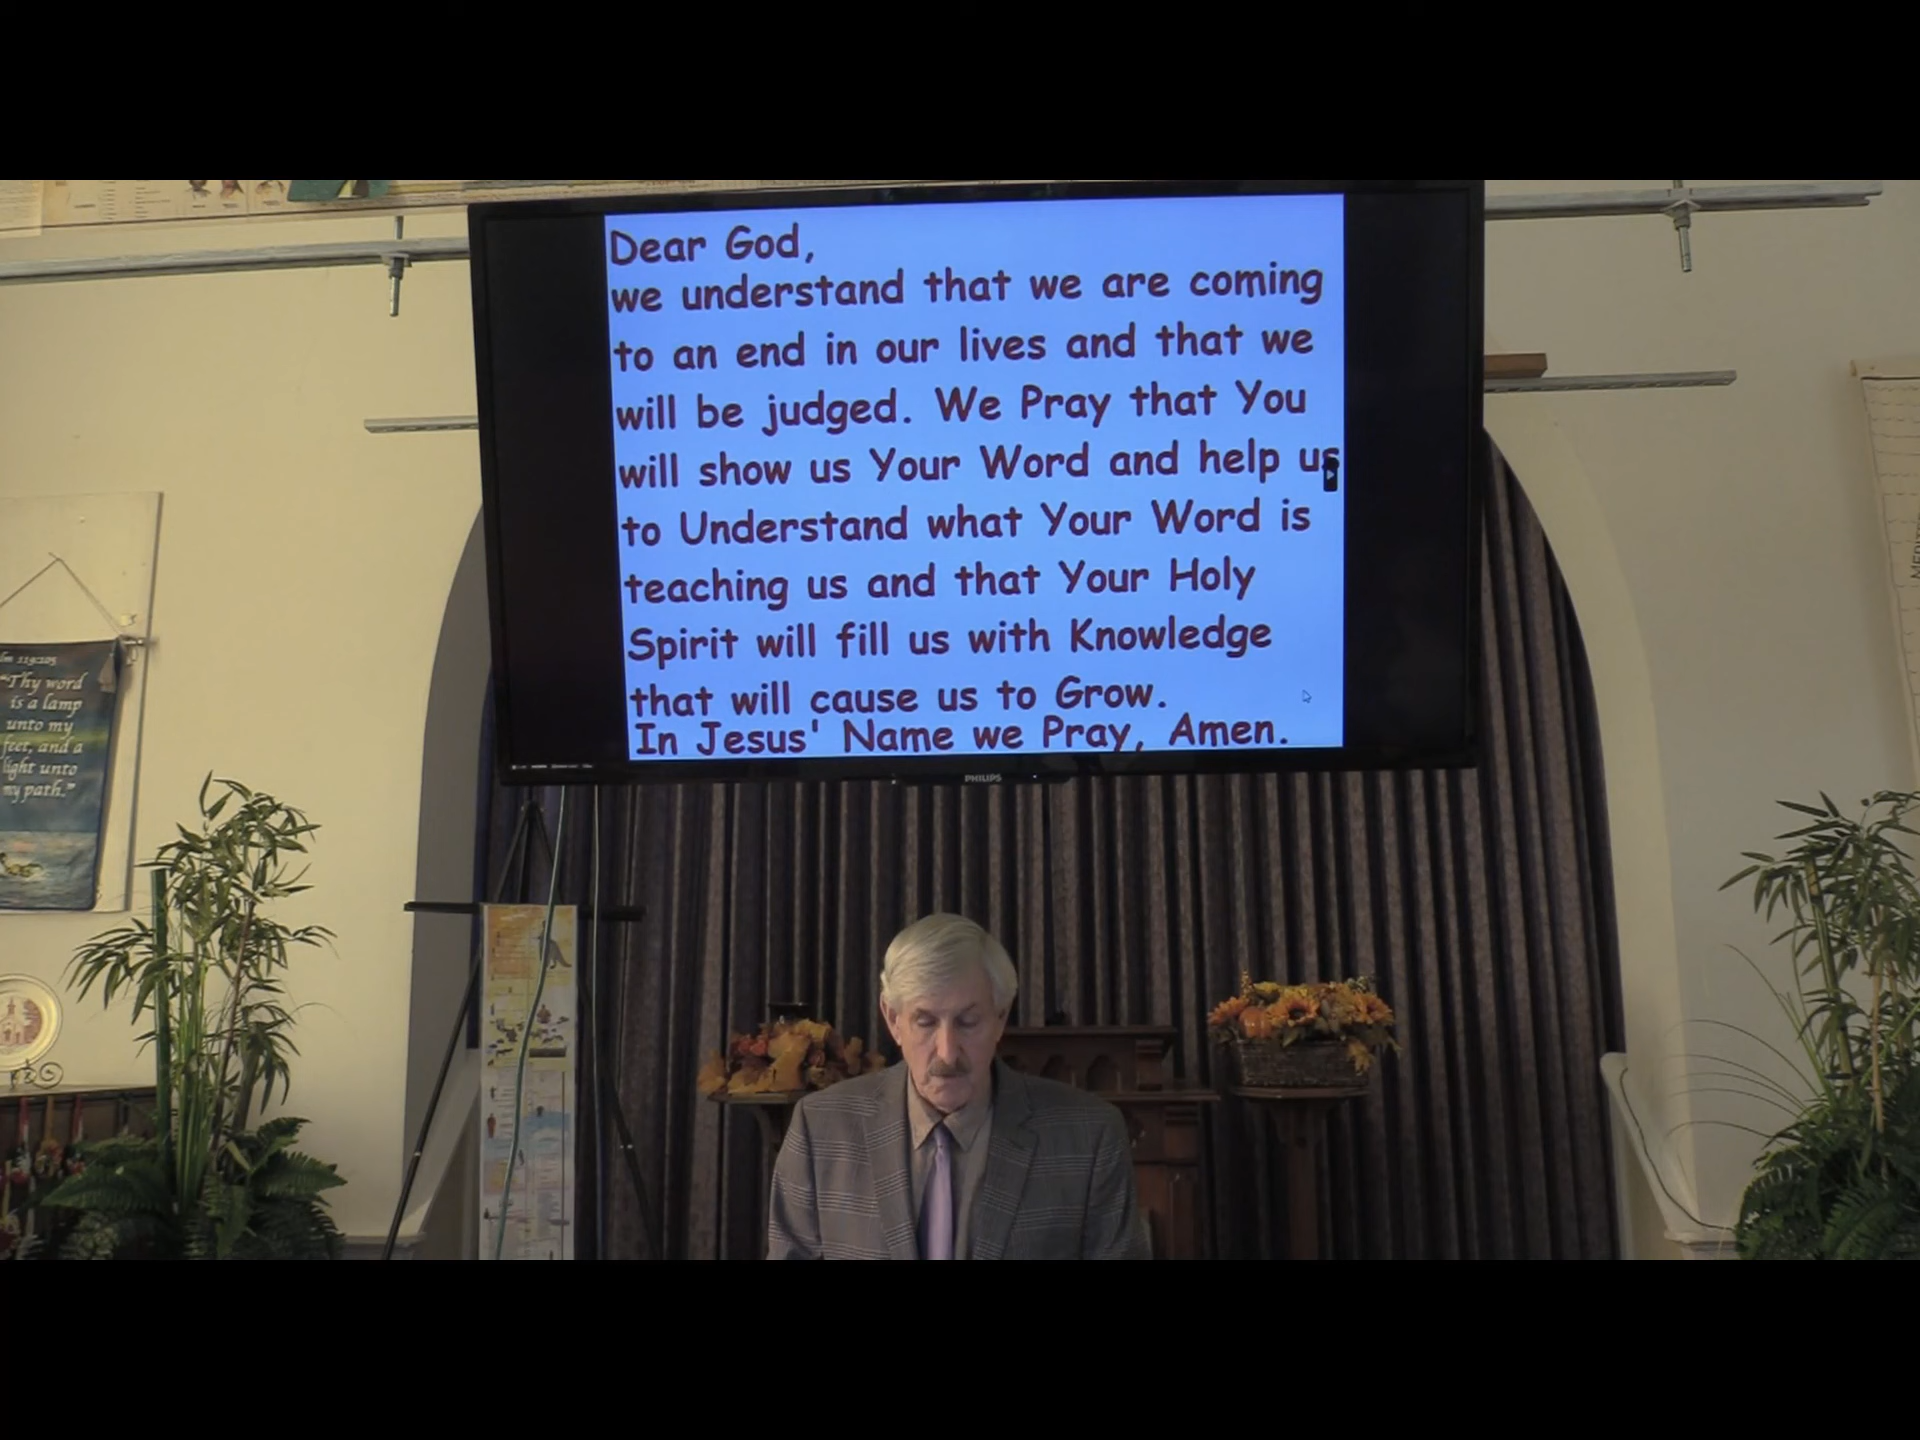 Dear God,
we understand that we are coming
to an end in our lives and that we
will be judged. We Pray that You
will show us Your Word and help us
to Understand what Your Word is
teaching us and that Your Holy
Spirit will fill us with Knowledge
that will cause us to Grow.
In Jesus' Name we Pray, Amen.
PHILIPS
119:105
"Thy word
is a lamp
unto my
feet, and a
light unto
my path."